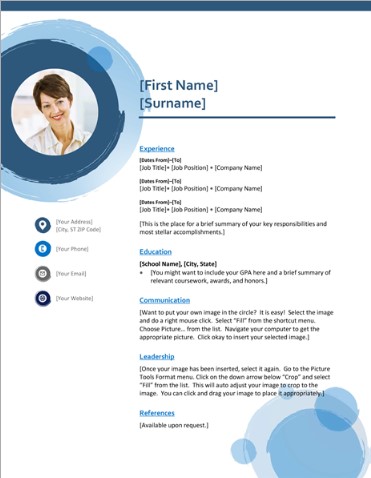 [First Name]
[Surname]
[Your Address]
[City, ST ZIP Code]
[Your Phone]
[Your Email]
[Your Website]
Experience
[Dates From]–[To]
[Job Title]• [Job Position] • [Company Name]
[Dates From]–[To]
[Job Title]• [Job Position] • [Company Name]
[Dates From]–[To]
[Job Title]• [Job Position] • [Company Name]
[This is the place for a brief summary of your key responsibilities and
most stellar accomplishments.]
Education
[School Name], [City, State]
• [You might want to include your GPA here and a brief summary of
relevant coursework, awards, and honors.]
Communication
[Want to put your own image in the circle? It is easy! Select the image
and do a right mouse click. Select "Fill" from the shortcut menu.
Choose Picture... from the list. Navigate your computer to get the
appropriate picture. Click okay to insert your selected image.]
Leadership
[Once your image has been inserted, select it again. Go to the Picture
Tools Format menu. Click on the down arrow below "Crop" and select
"Fill" from the list. This will auto adjust your image to crop to the
image. You can click and drag your image to place it appropriately.]
References
[Available upon request.]